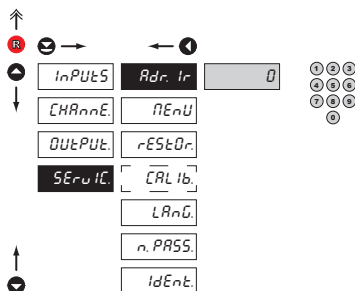 R
InPUtS Adr. Ir 0 1 2 3
CHAnnE. MEnU 4 5 6
OUtPUt. rEStOr. 7 8 9
SErvIC. CALIb. 0
LAnG.
n. PASS.
IdEnt.